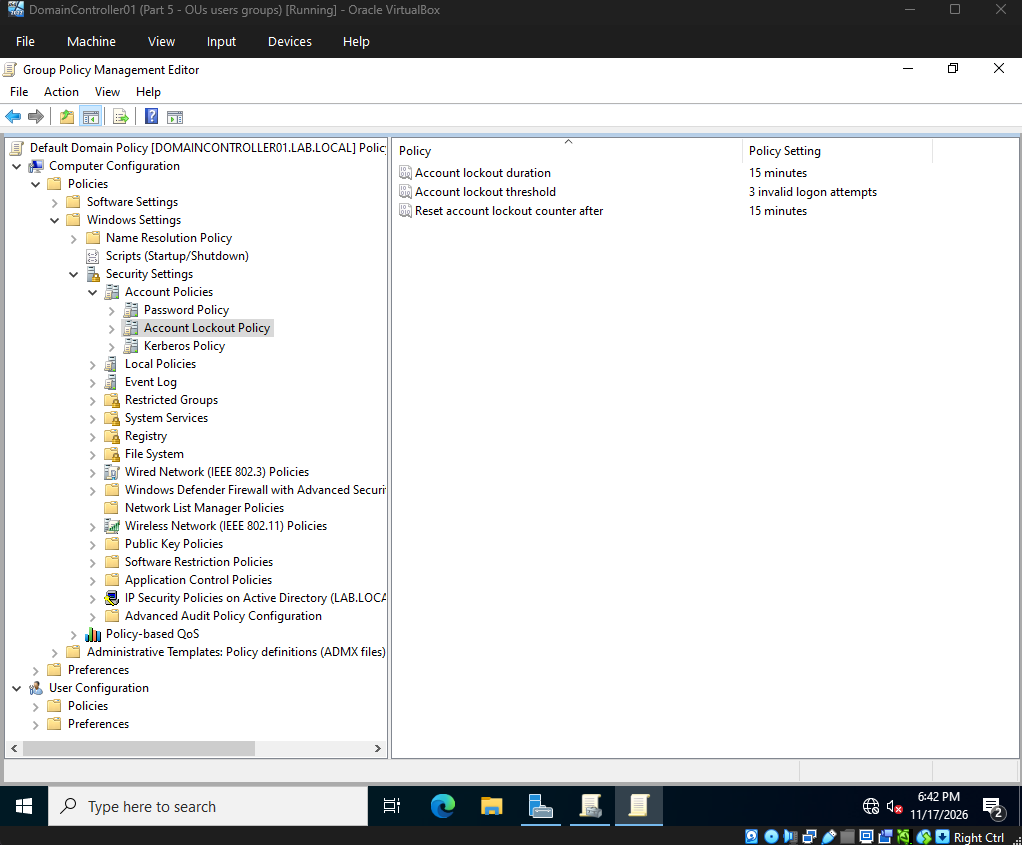 DomainController01 (Part 5 - OUs users groups) [Running] - Oracle VirtualBox
File Machine View Input Devices Help
Group Policy Management Editor
File Action View Help
Default Domain Policy [DOMAINCONTROLLER01.LAB.LOCAL] Polic
Computer Configuration
Policies
Software Settings
Windows Settings
Name Resolution Policy
Scripts (Startup/Shutdown)
Security Settings
Account Policies
Password Policy
Account Lockout Policy
Kerberos Policy
Local Policies
Event Log
Restricted Groups
System Services
Registry
File System
Wired Network (IEEE 802.3) Policies
Windows Defender Firewall with Advanced Securi
Network List Manager Policies
Wireless Network (IEEE 802.11) Policies
Public Key Policies
Software Restriction Policies
Application Control Policies
IP Security Policies on Active Directory (LAB.LOCA
Advanced Audit Policy Configuration
Policy-based QoS
Administrative Templates: Policy definitions (ADMX files)
Preferences
User Configuration
Policies
Preferences
Policy Policy Setting
Account lockout duration 15 minutes
Account lockout threshold 3 invalid logon attempts
Reset account lockout counter after 15 minutes
Type here to search
6:42 PM
11/17/2026
2
Right Ctrl